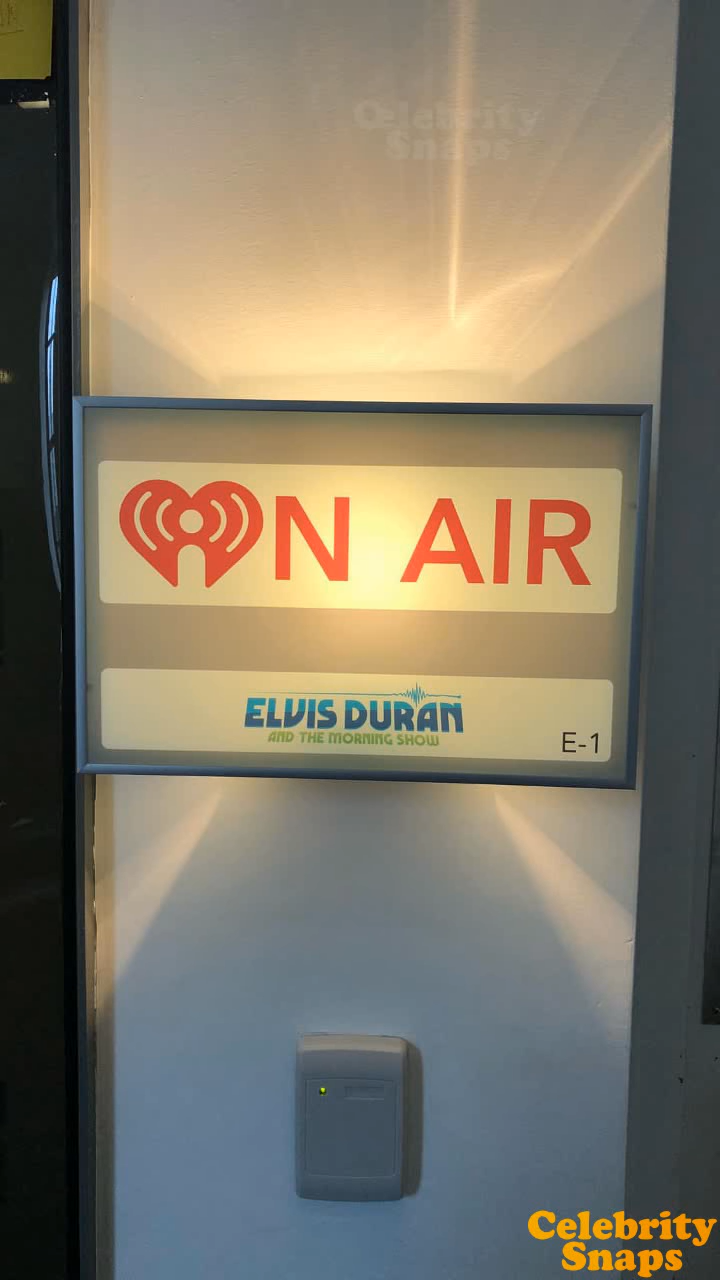 Celebrity
Snaps
ON AIR
ELVIS DURAN
AND THE MORNING SHOW
E-1
Celebrity
Snaps